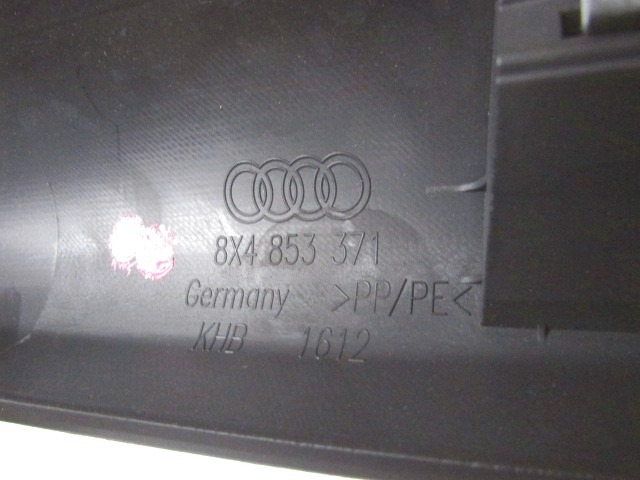 8X4 853 371
Germany >PP/PE<
KHB 1612